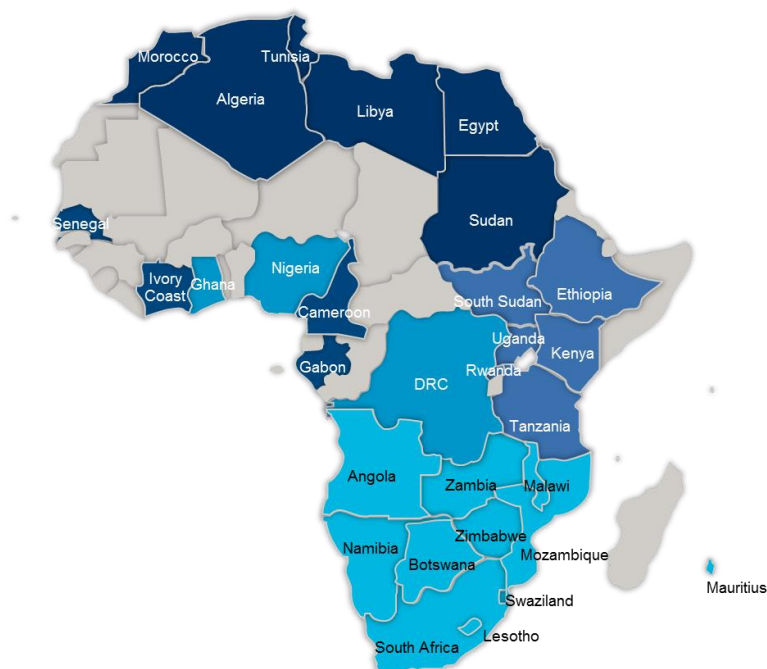 Morocco
Tunisia
Algeria
Libya
Egypt
Senegal
Sudan
Nigeria
Ivory
Coast
Ghana
Ethiopia
South Sudan
Cameroon
Uganda
Kenya
Gabon
Rwanda
DRC
Tanzania
Angola
Zambia
Malawi
Zimbabwe
Namibia
Mozambique
Botswana
Mauritius
Swaziland
Lesotho
South Africa